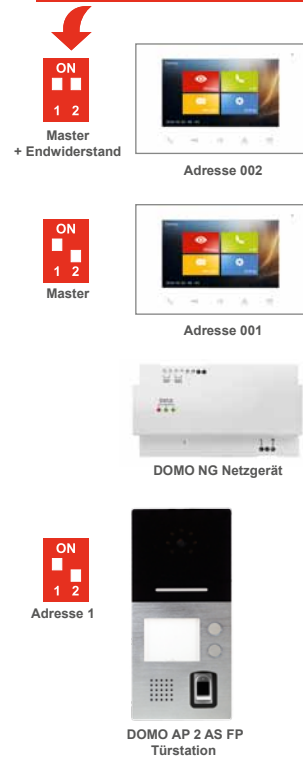 ON
1 2
Master
+ Endwiderstand
Adresse 002
ON
1 2
Master
Adresse 001
DOMO NG Netzgerät
ON
1 2
Adresse 1
DOMO AP 2 AS FP
Türstation